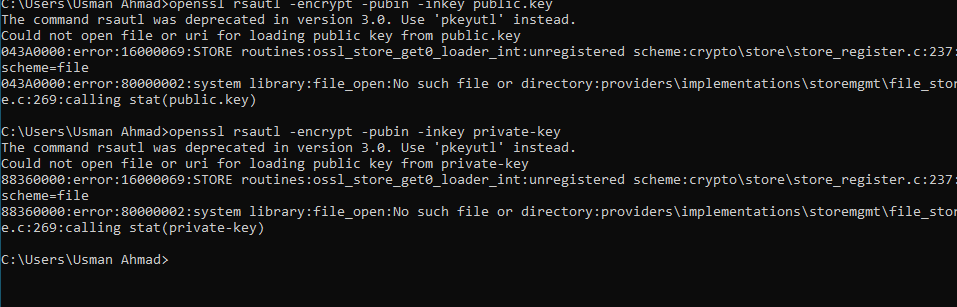 C:\Users\Usman Ahmad>openssl rsautl -encrypt -pubin -inkey public.key
The command rsautl was deprecated in version 3.0. Use 'pkeyutl' instead.
Could not open file or uri for loading public key from public.key
043A0000:error:16000069:STORE routines:ossl_store_get0_loader_int:unregistered scheme:crypto\store\store_register.c:237:
scheme=file
043A0000:error:80000002:system library:file_open:No such file or directory:providers\implementations\storemgmt\file_stor
e.c:269:calling stat(public.key)
C:\Users\Usman Ahmad>openssl rsautl -encrypt -pubin -inkey private-key
The command rsautl was deprecated in version 3.0. Use 'pkeyutl' instead.
Could not open file or uri for loading public key from private-key
88360000:error:16000069:STORE routines:ossl_store_get0_loader_int:unregistered scheme:crypto\store\store_register.c:237:
scheme=file
88360000:error:80000002:system library:file_open:No such file or directory:providers\implementations\storemgmt\file_stor
e.c:269:calling stat(private-key)
C:\Users\Usman Ahmad>